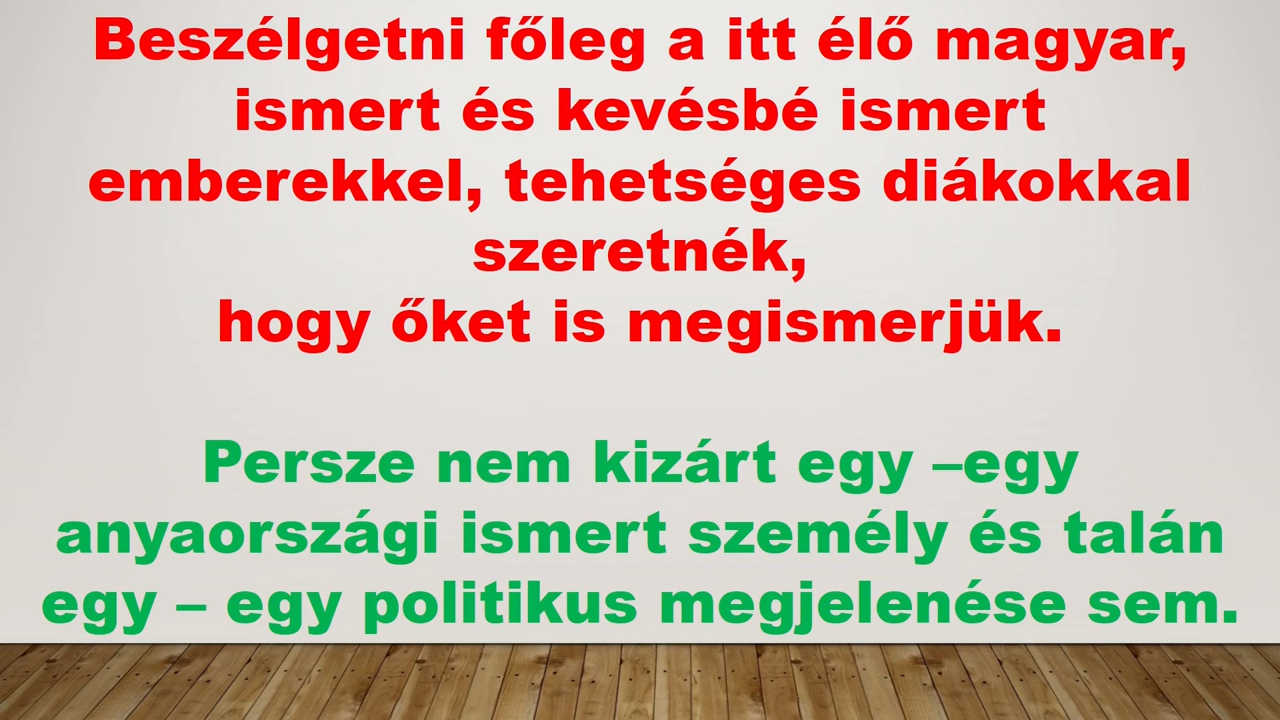 Beszélgetni főleg a itt élő magyar,
ismert és kevésbé ismert
emberekkel, tehetséges diákokkal
szeretnék,
hogy őket is megismerjük.
Persze nem kizárt egy –egy
anyaországi ismert személy és talán
egy – egy politikus megjelenése sem.